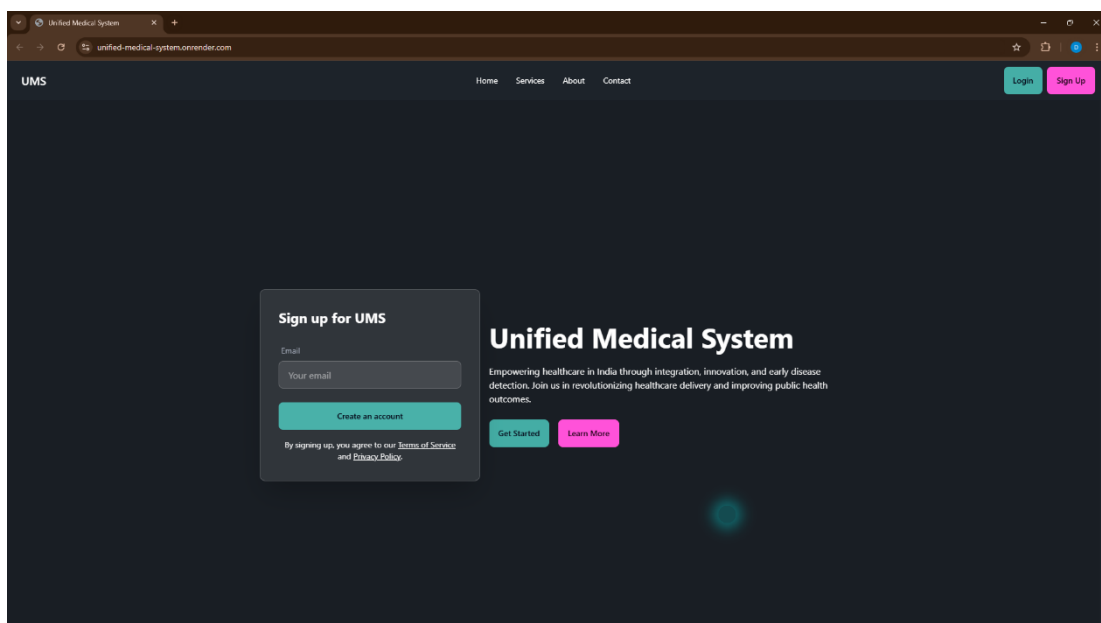 Unified Medical System
unified-medical-system.onrender.com
D
UMS
Home Services About Contact
Login Sign Up
Sign up for UMS
Email
Your email
Create an account
By signing up, you agree to our Terms of Service
and Privacy Policy.
Unified Medical System
Empowering healthcare in India through integration, innovation, and early disease
detection. Join us in revolutionizing healthcare delivery and improving public health
outcomes.
Get Started Learn More